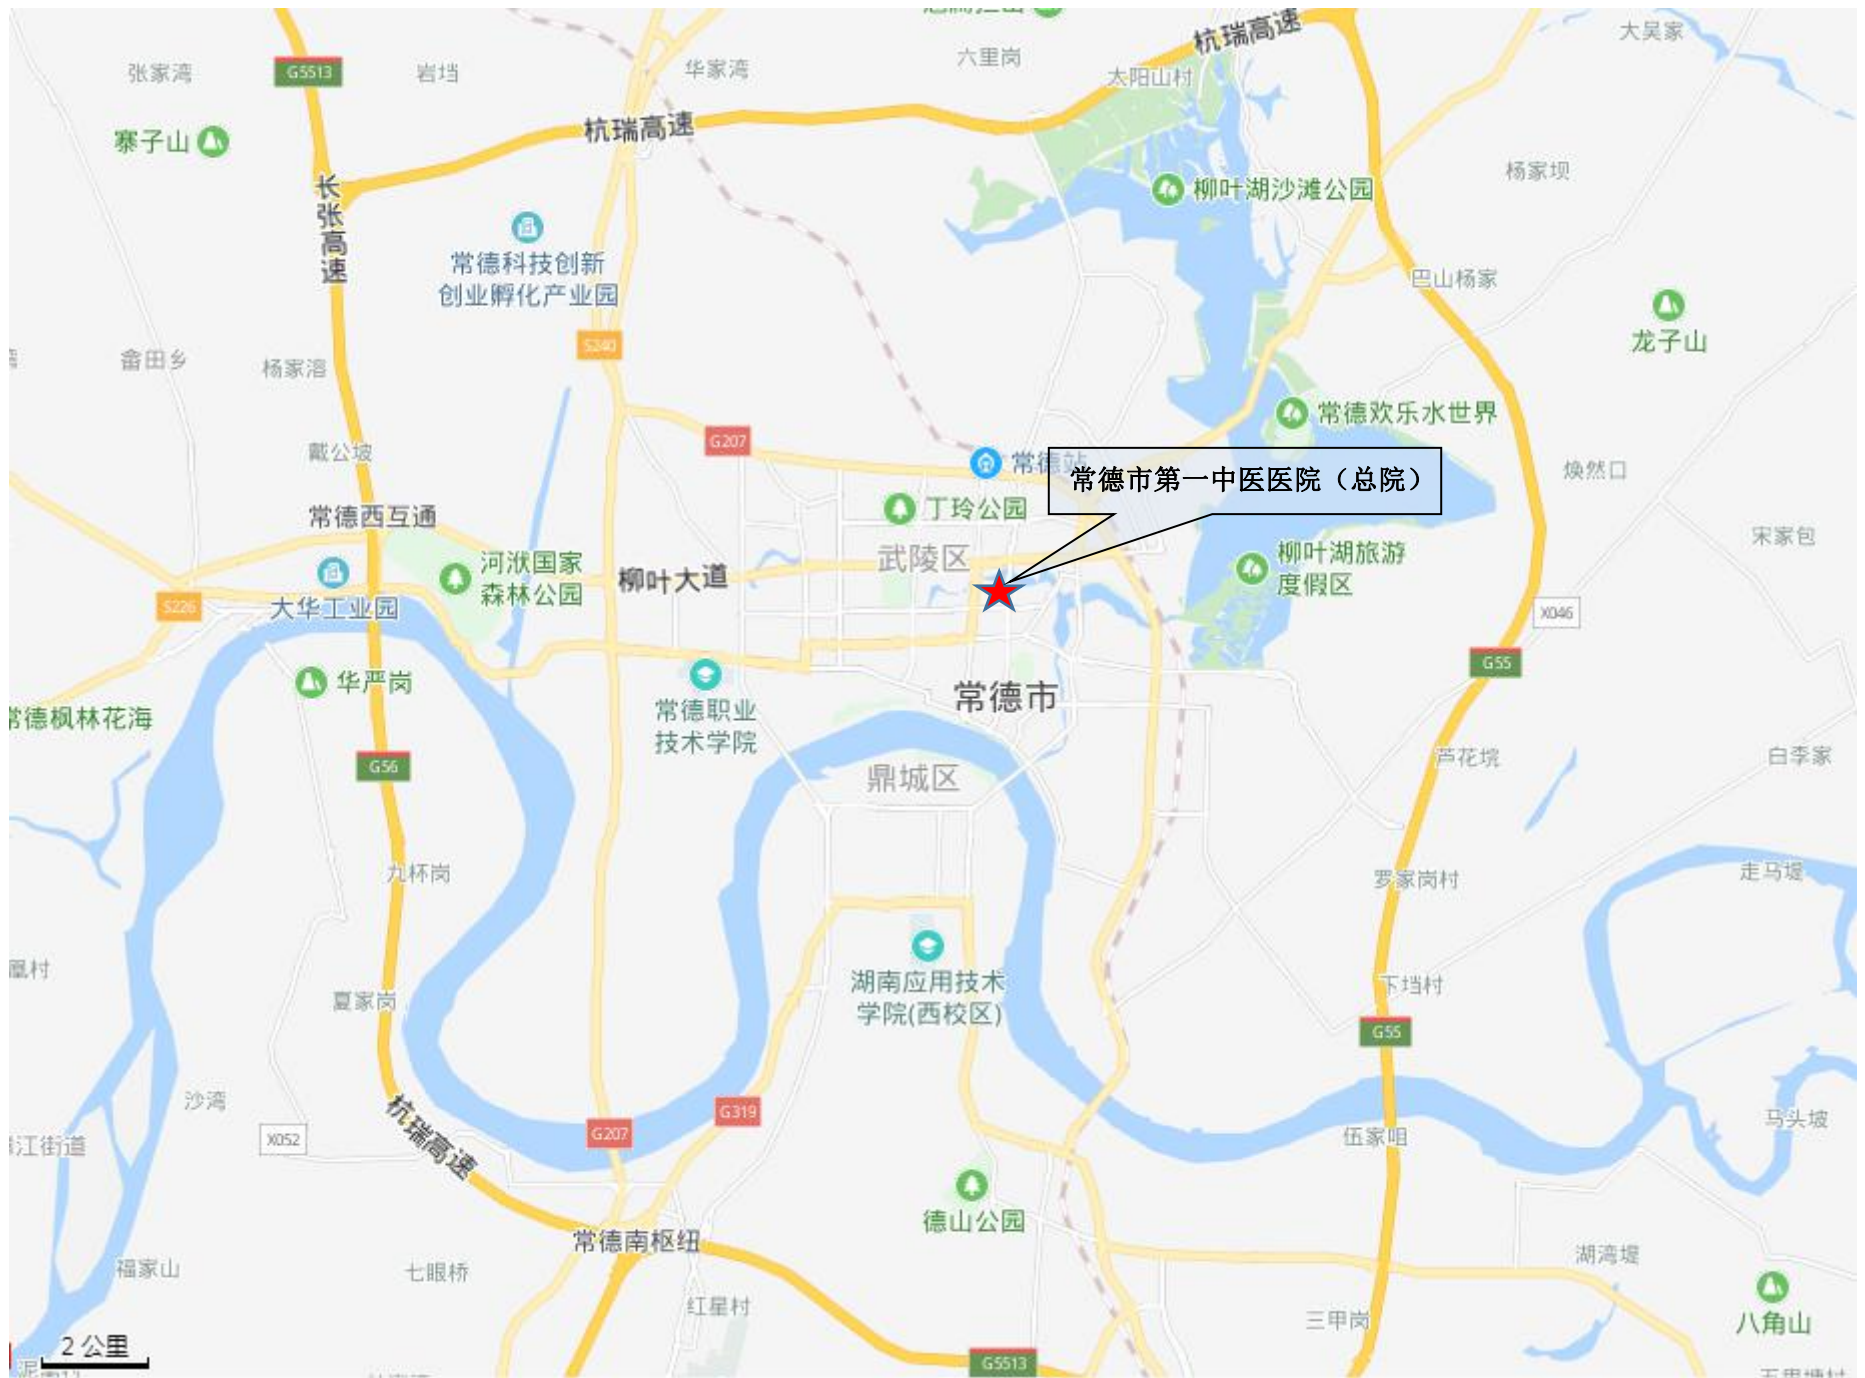 大吴家
杭瑞高速
六里岗
华家湾
张家湾
G5513
岩垱
太阳山村
杭瑞高速
寨子山
杨家坝
柳叶湖沙滩公园
长张高速
常德科技创新
创业孵化产业园
巴山杨家
龙子山
S240
畲田乡
杨家溶
常德欢乐水世界
G207
戴公坡
常德站
常德市第一中医医院（总院）
焕然口
丁玲公园
常德西互通
宋家包
武陵区
柳叶湖旅游
度假区
河洑国家
森林公园
柳叶大道
大华工业园
S226
X046
G55
华严岗
常德市
常德职业
技术学院
常德枫林花海
芦花垸
白李家
G56
鼎城区
九杯岗
罗家岗村
走马堤
凰村
湖南应用技术
学院(西校区)
下垱村
夏家岗
G55
沙湾
杭瑞高速
G319
G207
X052
江街道
伍家咀
马头坡
德山公园
常德南枢纽
福家山
七眼桥
湖湾堤
红星村
三甲岗
八角山
2 公里
G5513